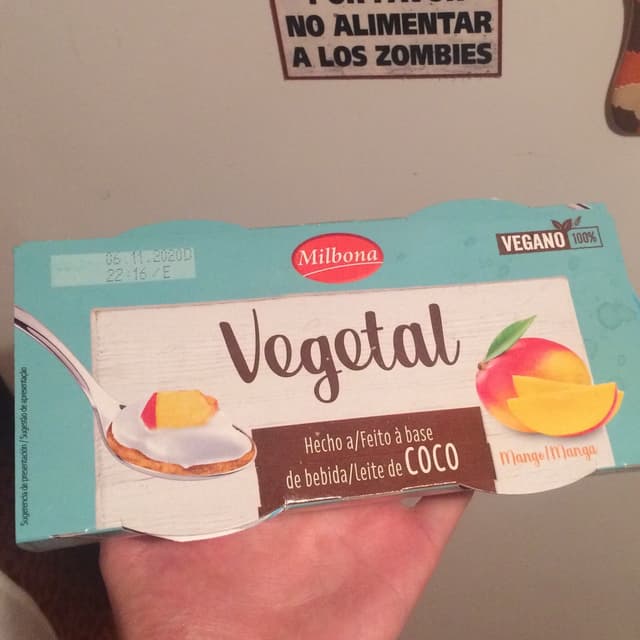 NO ALIMENTAR
A LOS ZOMBIES
06.11.2020D
22:16/E
Milbona
VEGANO 100%
Vegetal
Hecho a/Feito à base
de bebida/Leite de COCO
Mango/Manga
Sugerencia de presentación / Sugestão de apresentação